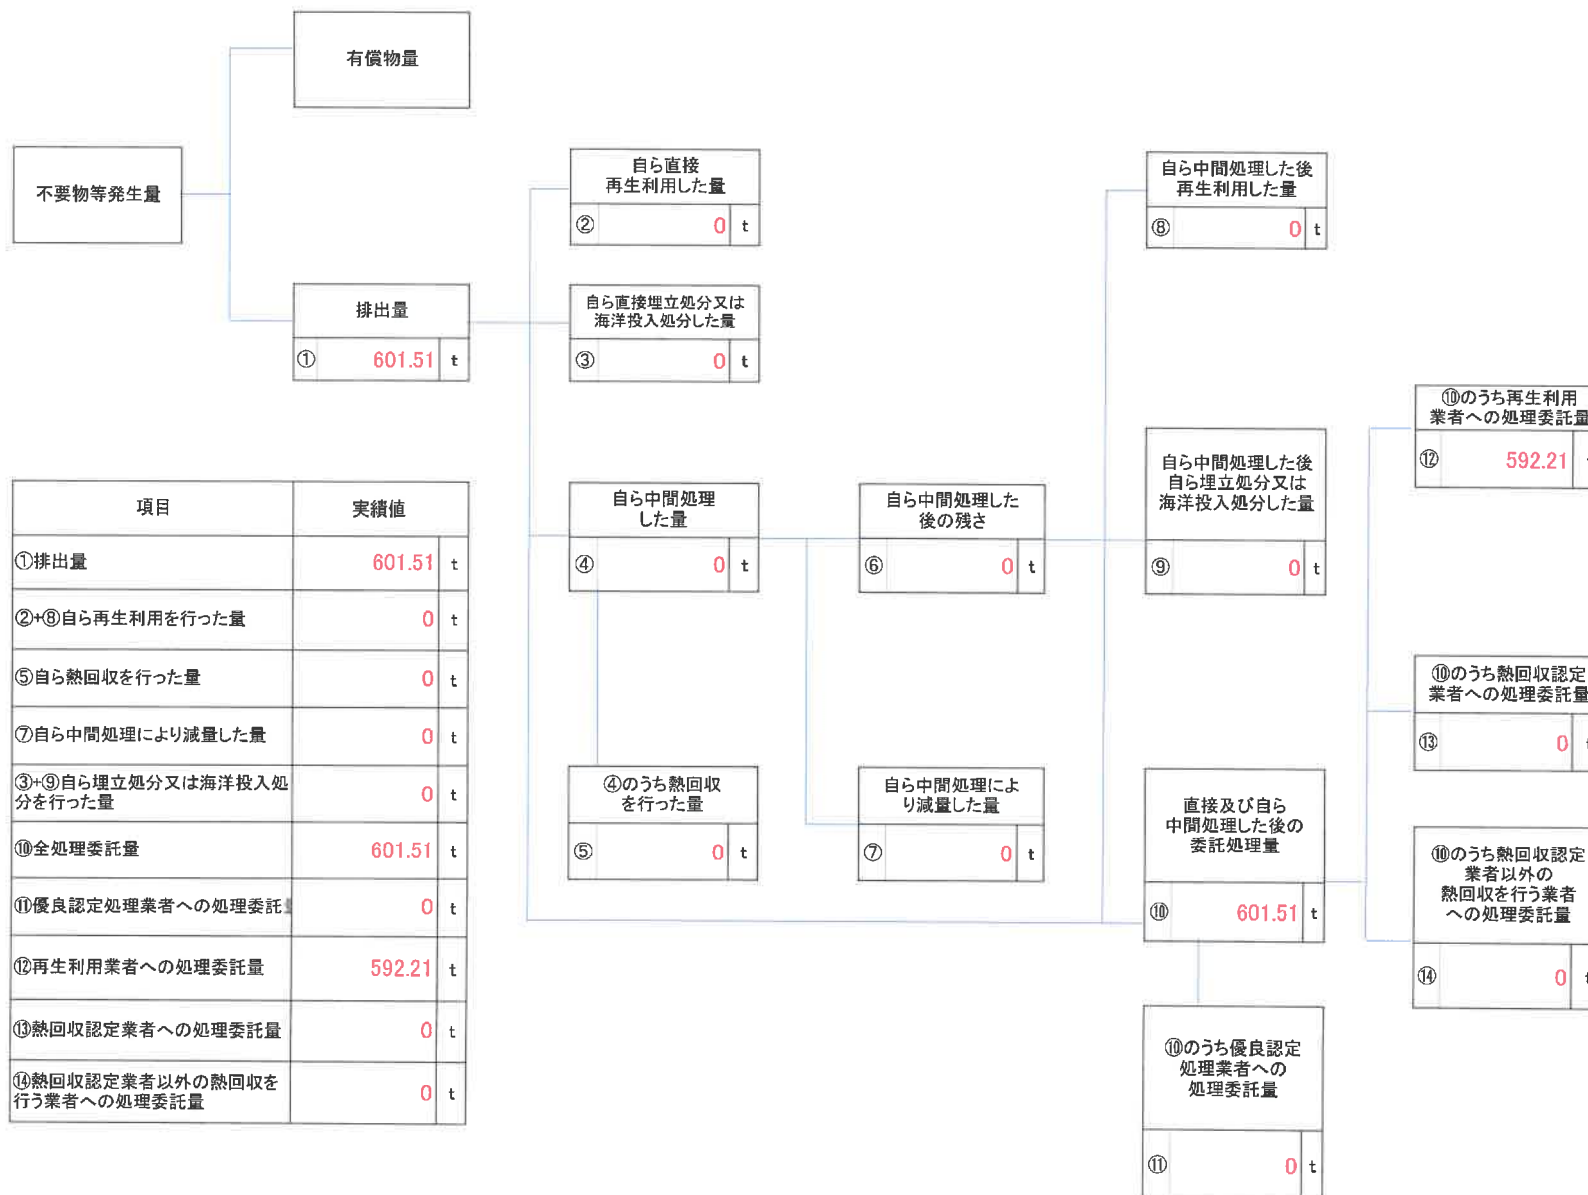 有償物量
不要物等発生量
排出量
① 601.51 t
自ら直接
再生利用した量
② 0 t
自ら直接埋立処分又は
海洋投入処分した量
③ 0 t
自ら中間処理
した量
④ 0 t
④のうち熱回収
を行った量
⑤ 0 t
自ら中間処理した
後の残さ
⑥ 0 t
自ら中間処理によ
り減量した量
⑦ 0 t
自ら中間処理した後
再生利用した量
⑧ 0 t
自ら中間処理した後
自ら埋立処分又は
海洋投入処分した量
⑨ 0 t
直接及び自ら
中間処理した後の
委託処理量
⑩ 601.51 t
⑩のうち優良認定
処理業者への
処理委託量
⑪ 0 t
⑩のうち再生利用
業者への処理委託量
⑫ 592.21
⑩のうち熱回収認定
業者への処理委託量
⑬ 0 t
⑩のうち熱回収認定
業者以外の
熱回収を行う業者
への処理委託量
⑭ 0 t
項目 実績値
①排出量 601.51 t
②+⑧自ら再生利用を行った量 0 t
⑤自ら熱回収を行った量 0 t
⑦自ら中間処理により減量した量 0 t
③+⑨自ら埋立処分又は海洋投入処
分を行った量 0 t
⑩全処理委託量 601.51 t
⑪優良認定処理業者への処理委託 0 t
⑫再生利用業者への処理委託量 592.21 t
⑬熱回収認定業者への処理委託量 0 t
⑭熱回収認定業者以外の熱回収を
行う業者への処理委託量 0 t